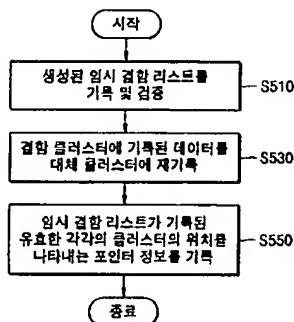 시작
생성된 임시 결함 리스트를
기록 및 검증
S510
결함 클러스터에 기록된 데이터를
대체 클러스터에 재기록
S530
임시 결함 리스트가 기록된
유효한 각각의 클러스터의 위치를
나타내는 포인터 정보를 기록
S550
종료